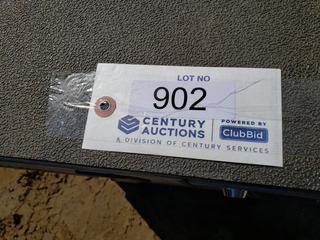 LOT NO
902
CENTURY
AUCTIONS
POWERED BY
ClubBid
A DIVISION OF CENTURY SERVICES